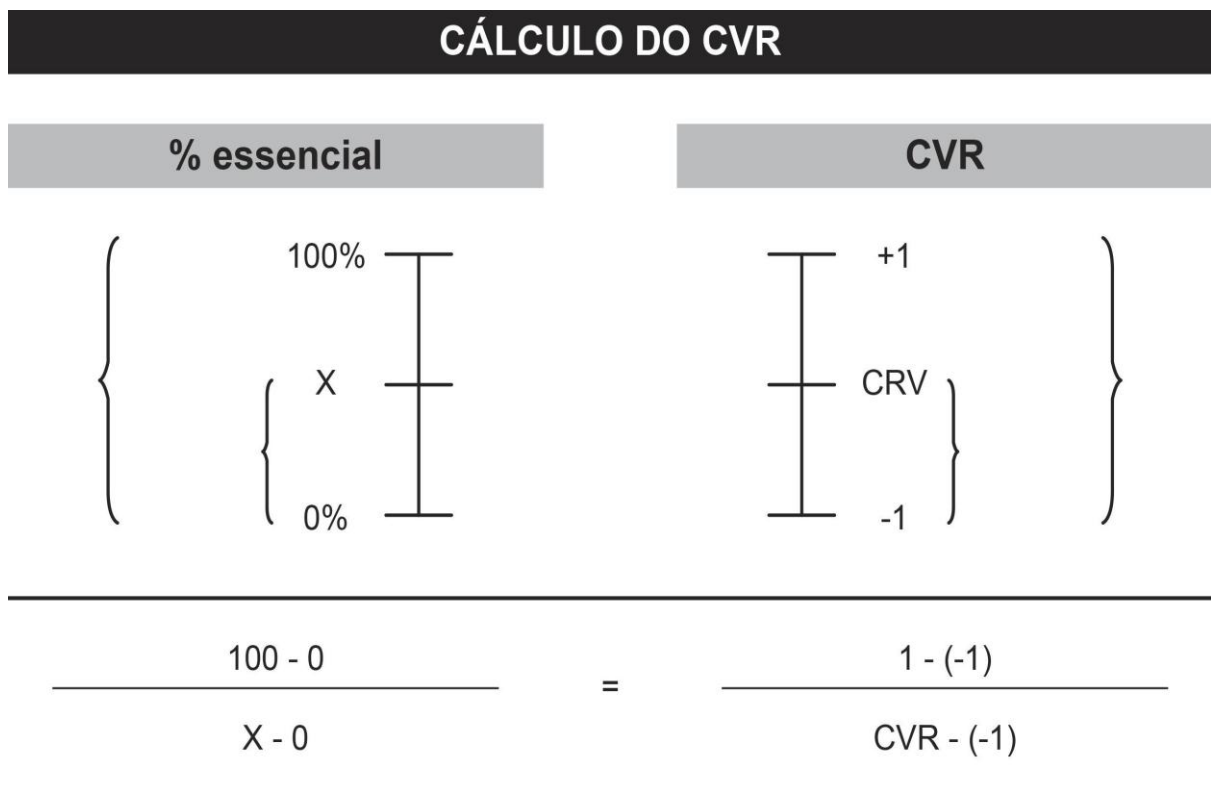 CÁLCULO DO CVR
% essencial
CVR
100%
+1
X
CRV
0%
-1
100 - 0
1 - (-1)
=
X - 0
CVR - (-1)